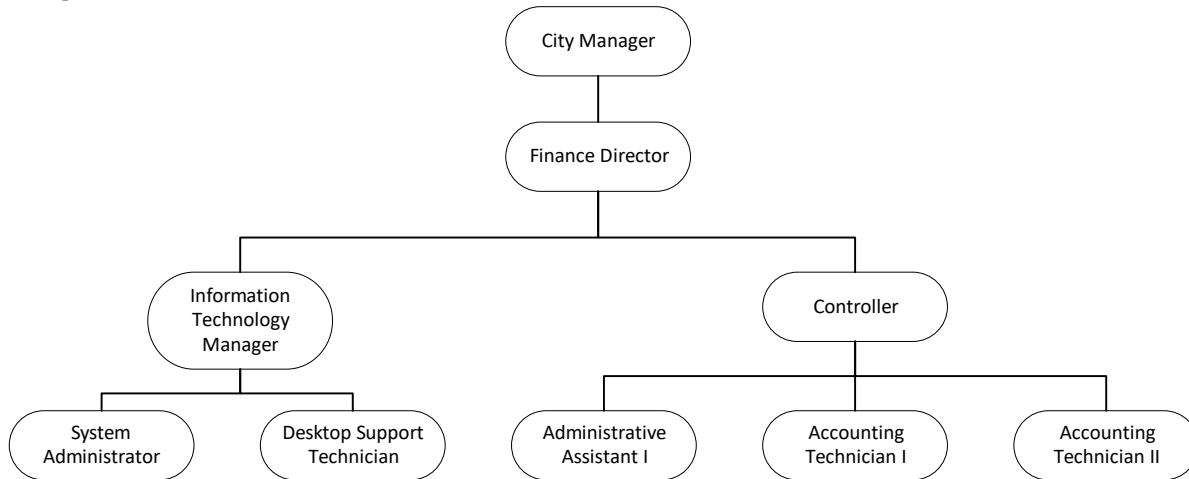 City Manager
Finance Director
Information
Technology
Manager
Controller
System
Administrator
Desktop Support
Technician
Administrative
Assistant I
Accounting
Technician I
Accounting
Technician II